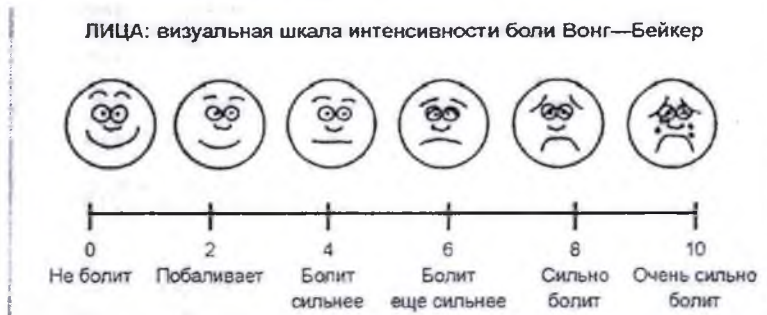 ЛИЦА: визуальная шкала интенсивности боли Вонг—Бейкер
0 2 4 6 8 10
Не болит Побаливает Болит Болит Сильно Очень сильно
сильнее еще сильнее болит болит